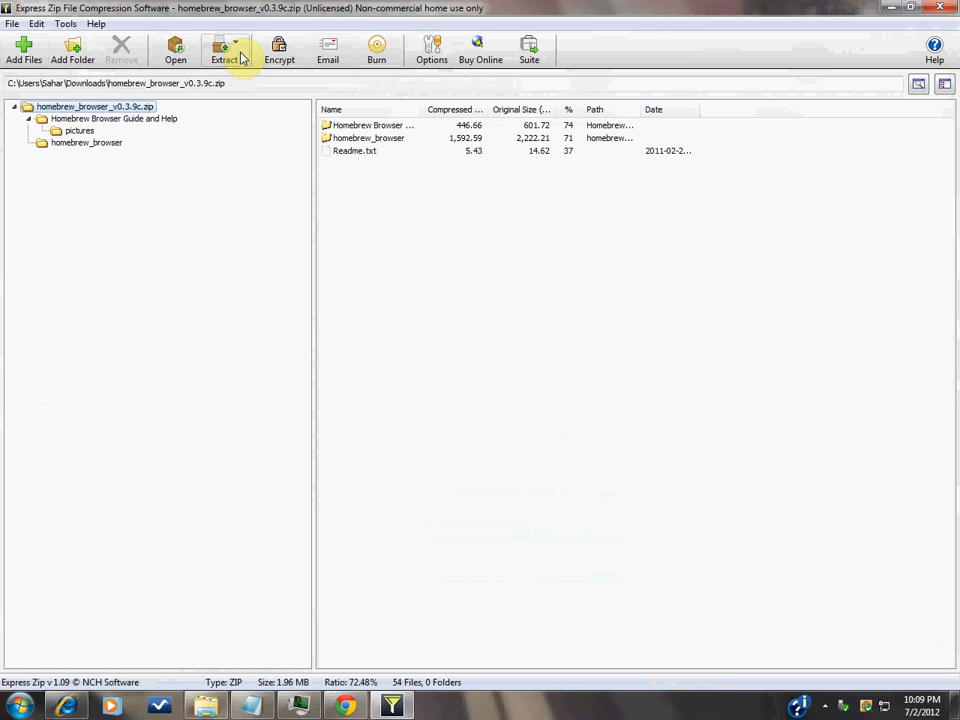 Express Zip File Compression Software - homebrew_browser_v0.3.9c.zip (Unlicensed) Non-commercial home use only
File Edit Tools Help
Add Files Add Folder Remove Open Extract Encrypt Email Burn Options Buy Online Suite Help
C:\Users\Sahar\Downloads\homebrew_browser_v0.3.9c.zip
homebrew_browser_v0.3.9c.zip
Homebrew Browser Guide and Help
pictures
homebrew_browser
Name Compressed ... Original Size (... % Path Date
Homebrew Browser ... 446.66 601.72 74 Homebrew...
homebrew_browser 1,592.59 2,222.21 71 homebrew...
Readme.txt 5.43 14.62 37 2011-02-2...
Express Zip v 1.09 © NCH Software Type: ZIP Size: 1.96 MB Ratio: 72.48% 54 Files, 0 Folders
10:09 PM
7/2/2012